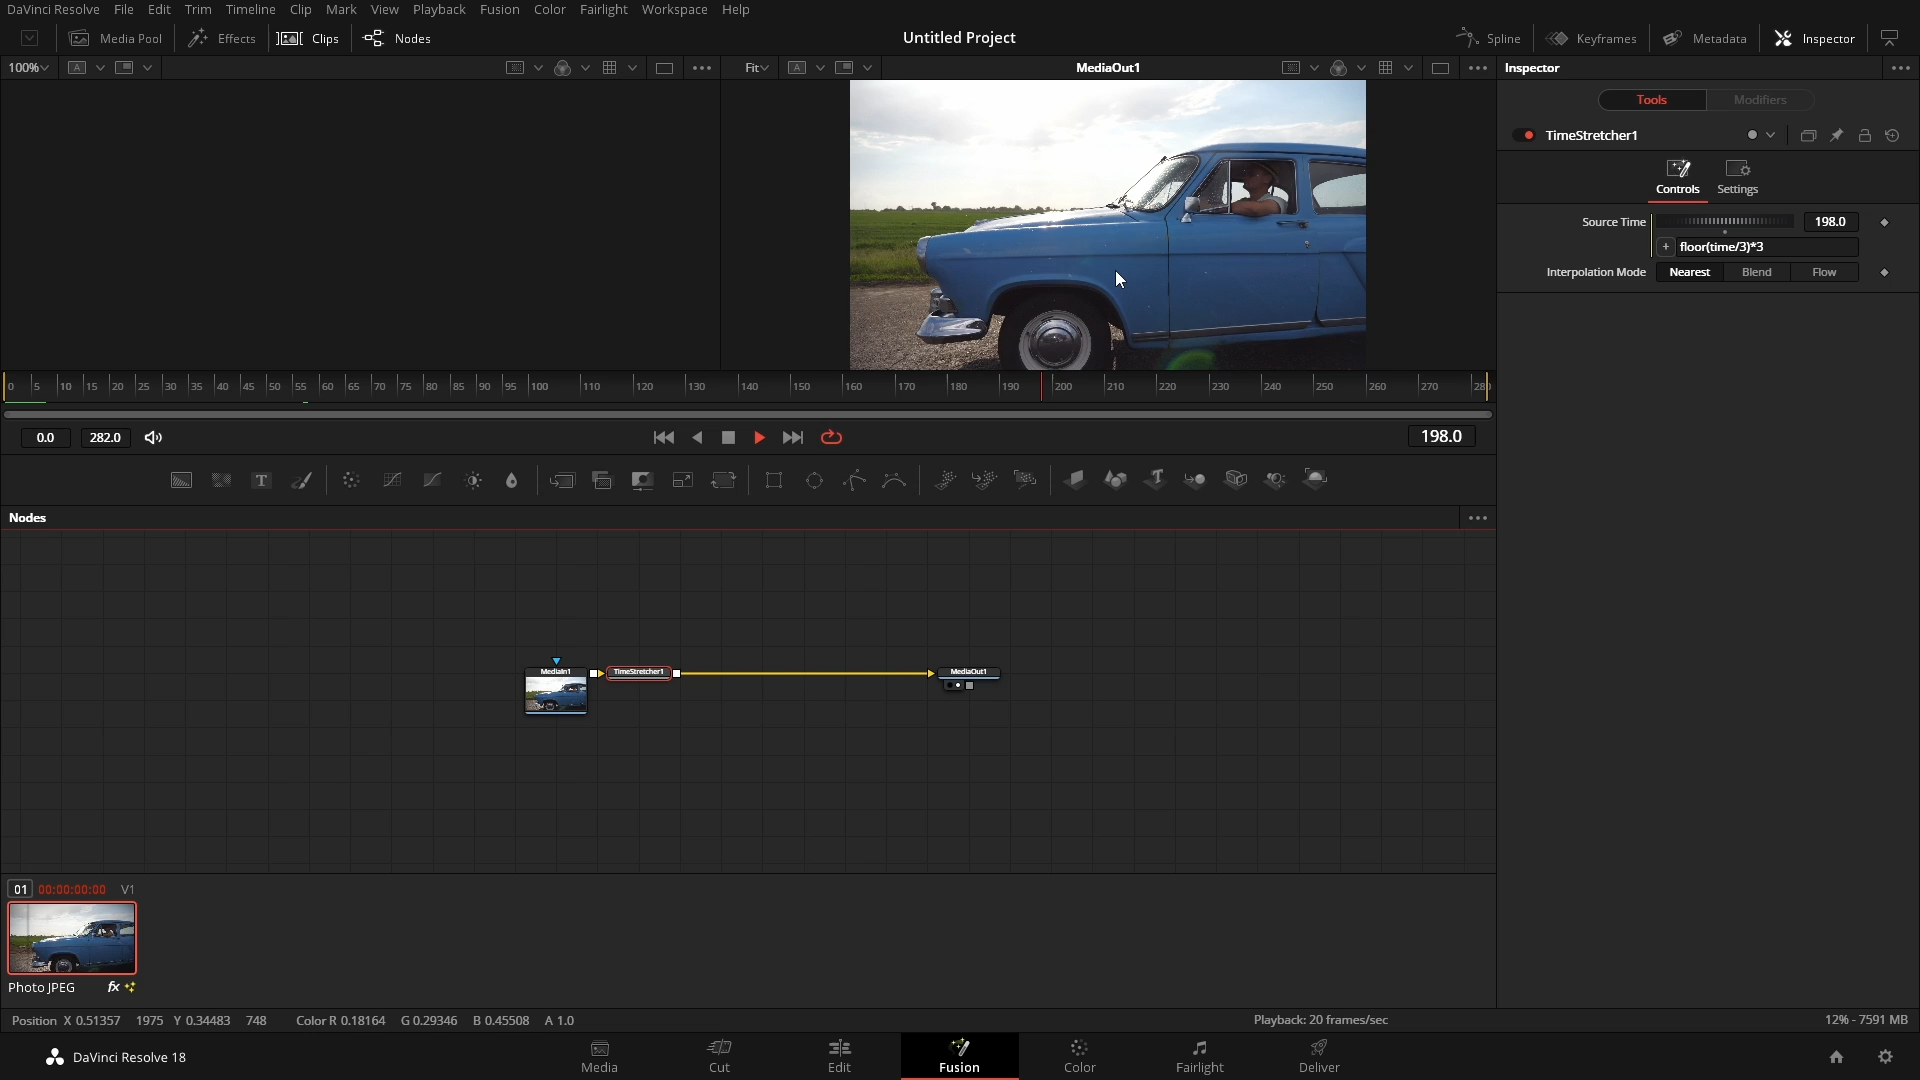 DaVinci Resolve File Edit Trim Timeline Clip Mark View Playback Fusion Color Fairlight Workspace Help
Media Pool Effects Clips Nodes Untitled Project Spline Keyframes Metadata Inspector
100% A Fit A MediaOut1 Inspector
Tools Modifiers
TimeStretcher1
Controls Settings
Source Time 198.0
+ floor(time/3)*3
Interpolation Mode Nearest Blend Flow
0 5 10 15 20 25 30 35 40 45 50 55 60 65 70 75 80 85 90 95 100 110 120 130 140 150 160 170 180 190 200 210 220 230 240 250 260 270 280
0.0 282.0 198.0
T T
Nodes
MediaIn1 TimeStretcher1 MediaOut1
01 00:00:00:00 V1
Photo JPEG fx
Position X 0.51357 1975 Y 0.34483 748 Color R 0.18164 G 0.29346 B 0.45508 A 1.0 Playback: 20 frames/sec 12% - 7591 MB
DaVinci Resolve 18 Media Cut Edit Fusion Color Fairlight Deliver